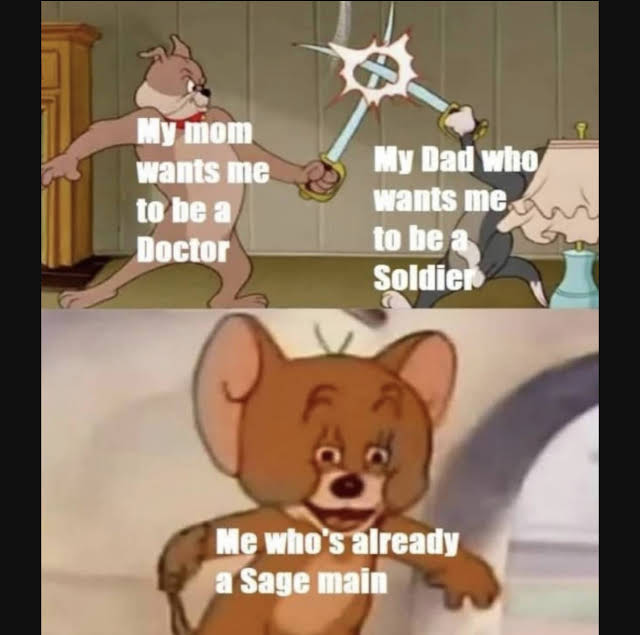 My mom
wants me
to be a
Doctor
My Dad who
wants me
to be a
Soldier
Me who's already
a Sage main